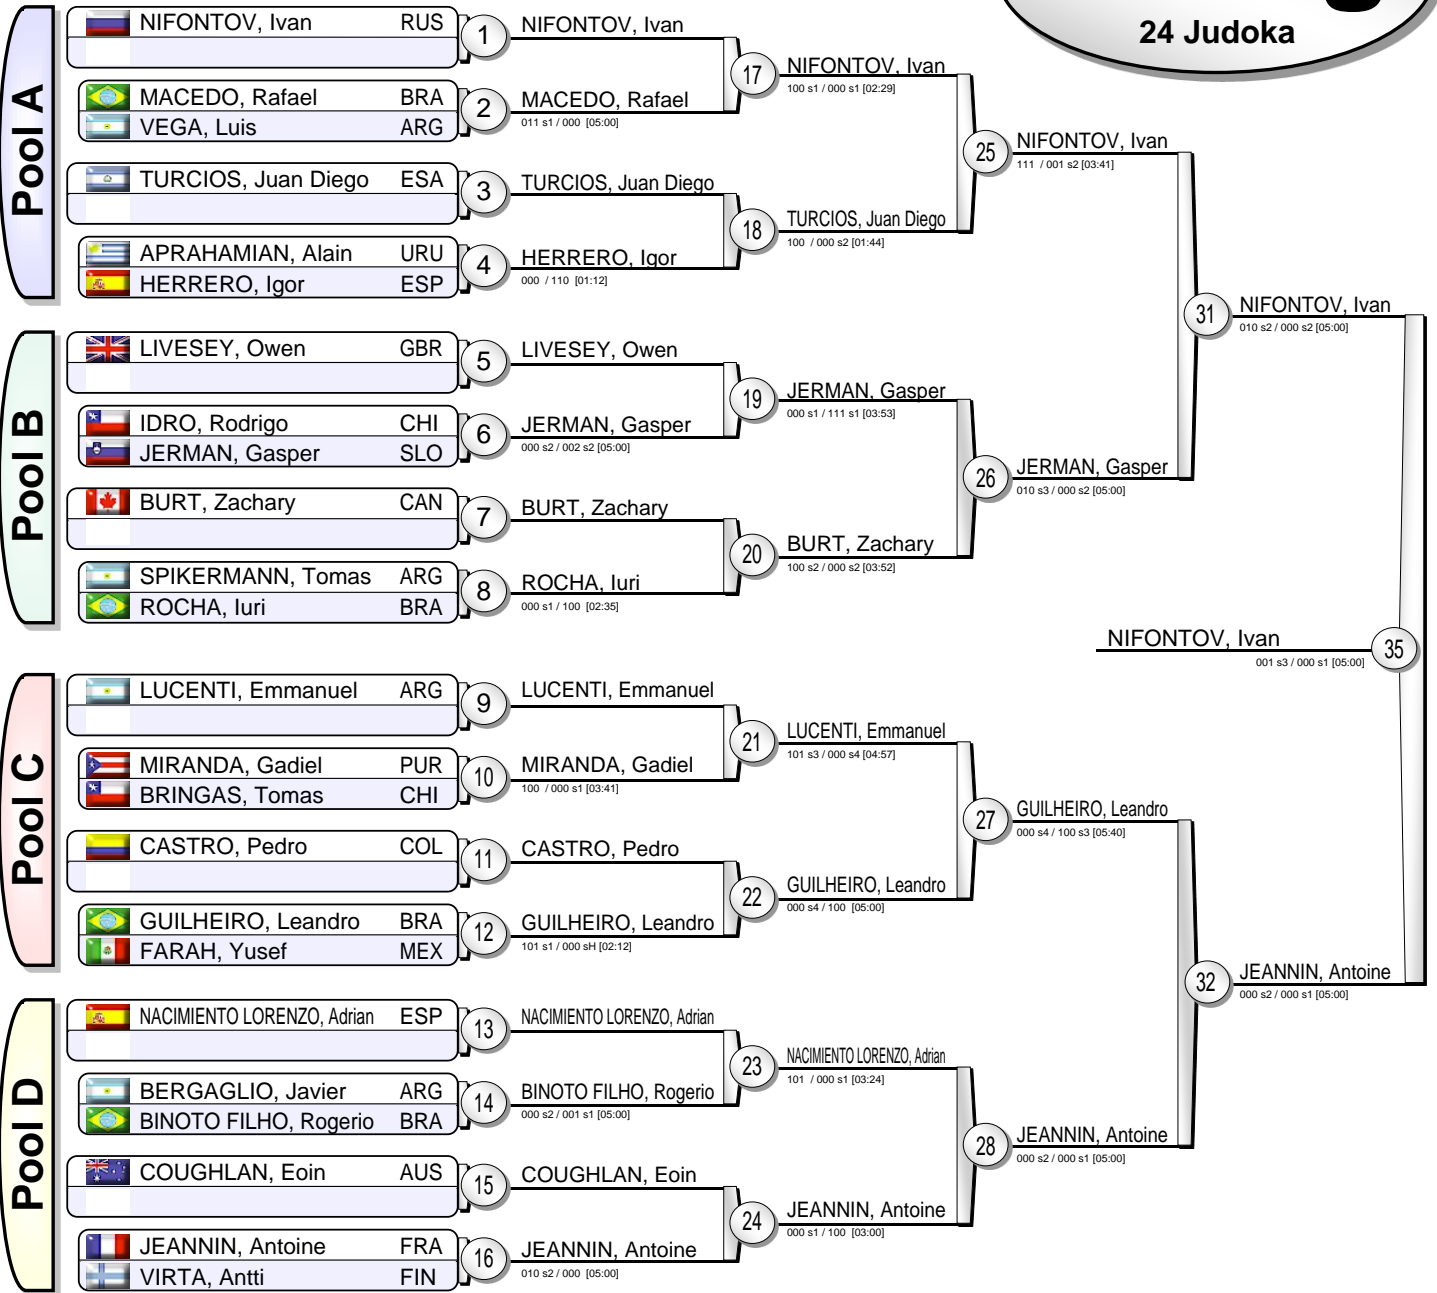 24 Judoka
Pool A
NIFONTOV, Ivan RUS
1
MACEDO, Rafael BRA
VEGA, Luis ARG
2
TURCIOS, Juan Diego ESA
3
APRAHAMIAN, Alain URU
HERRERO, Igor ESP
4
NIFONTOV, Ivan
MACEDO, Rafael
011 s1 / 000 [05:00]
TURCIOS, Juan Diego
HERRERO, Igor
000 / 110 [01:12]
17
NIFONTOV, Ivan
100 s1 / 000 s1 [02:29]
18
TURCIOS, Juan Diego
100 / 000 s2 [01:44]
25
NIFONTOV, Ivan
111 / 001 s2 [03:41]
Pool B
LIVESEY, Owen GBR
5
IDRO, Rodrigo CHI
JERMAN, Gasper SLO
6
BURT, Zachary CAN
7
SPIKERMANN, Tomas ARG
ROCHA, Iuri BRA
8
LIVESEY, Owen
JERMAN, Gasper
000 s2 / 002 s2 [05:00]
BURT, Zachary
ROCHA, Iuri
000 s1 / 100 [02:35]
19
JERMAN, Gasper
000 s1 / 111 s1 [03:53]
20
BURT, Zachary
100 s2 / 000 s2 [03:52]
26
JERMAN, Gasper
010 s3 / 000 s2 [05:00]
31
NIFONTOV, Ivan
010 s2 / 000 s2 [05:00]
NIFONTOV, Ivan
35
001 s3 / 000 s1 [05:00]
Pool C
LUCENTI, Emmanuel ARG
9
MIRANDA, Gadiel PUR
BRINGAS, Tomas CHI
10
CASTRO, Pedro COL
11
GUILHEIRO, Leandro BRA
FARAH, Yusef MEX
12
LUCENTI, Emmanuel
MIRANDA, Gadiel
100 / 000 s1 [03:41]
CASTRO, Pedro
GUILHEIRO, Leandro
101 s1 / 000 sH [02:12]
21
LUCENTI, Emmanuel
101 s3 / 000 s4 [04:57]
22
GUILHEIRO, Leandro
000 s4 / 100 [05:00]
27
GUILHEIRO, Leandro
000 s4 / 100 s3 [05:40]
Pool D
NACIMIENTO LORENZO, Adrian ESP
13
BERGAGLIO, Javier ARG
BINOTO FILHO, Rogerio BRA
14
COUGHLAN, Eoin AUS
15
JEANNIN, Antoine FRA
VIRTA, Antti FIN
16
NACIMIENTO LORENZO, Adrian
BINOTO FILHO, Rogerio
000 s2 / 001 s1 [05:00]
COUGHLAN, Eoin
JEANNIN, Antoine
010 s2 / 000 [05:00]
23
NACIMIENTO LORENZO, Adrian
101 / 000 s1 [03:24]
24
JEANNIN, Antoine
000 s1 / 100 [03:00]
28
JEANNIN, Antoine
000 s2 / 000 s1 [05:00]
32
JEANNIN, Antoine
000 s2 / 000 s1 [05:00]